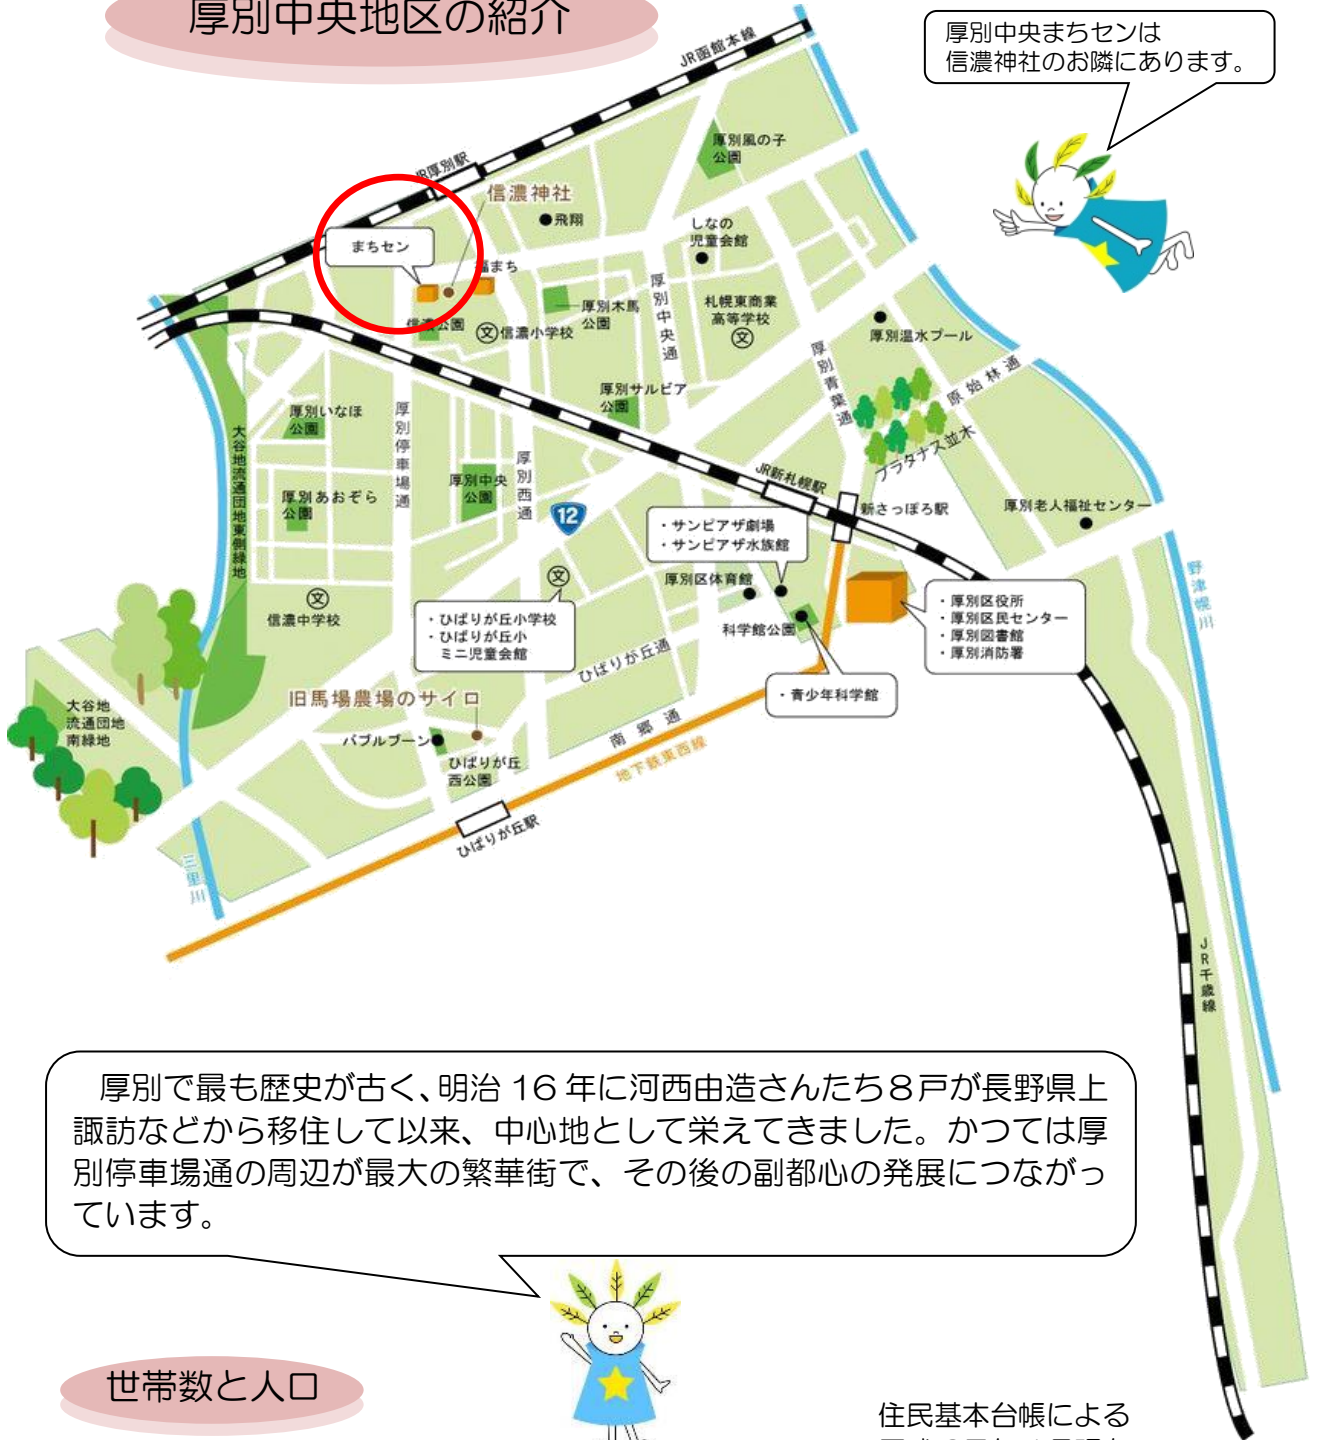 厚別中央地区の紹介
厚別中央まちセンは
信濃神社のお隣にあります。
JR函館本線
JR厚別駅
厚別風の子
公園
信濃神社
飛翔
しなの
児童会館
まちセン
福まち
信濃公園
文
信濃小学校
厚別木馬
公園
厚別中央通
札幌東商業
高等学校
文
厚別温水プール
厚別青葉通
原始林通
プラタナス並木
厚別サルビア
公園
厚別いなほ
公園
厚別停車場通
大谷地流通団地東側緑地
厚別あおぞら
公園
厚別中央
公園
厚別西通
12
JR新札幌駅
新さっぽろ駅
厚別老人福祉センター
・サンピアザ劇場
・サンピアザ水族館
厚別区体育館
文
信濃中学校
文
・ひばりが丘小学校
・ひばりが丘小
ミニ児童会館
科学館公園
・厚別区役所
・厚別区民センター
・厚別図書館
・厚別消防署
野津幌川
ひばりが丘通
・青少年科学館
旧馬場農場のサイロ
大谷地
流通団地
南緑地
バブルブーン
ひばりが丘
西公園
南郷通
地下鉄東西線
ひばりが丘駅
三里川
JR千歳線
厚別で最も歴史が古く、明治 16 年に河西由造さんたち８戸が長野県上
諏訪などから移住して以来、中心地として栄えてきました。かつては厚
別停車場通の周辺が最大の繁華街で、その後の副都心の発展につながっ
ています。
世帯数と人口
住民基本台帳による